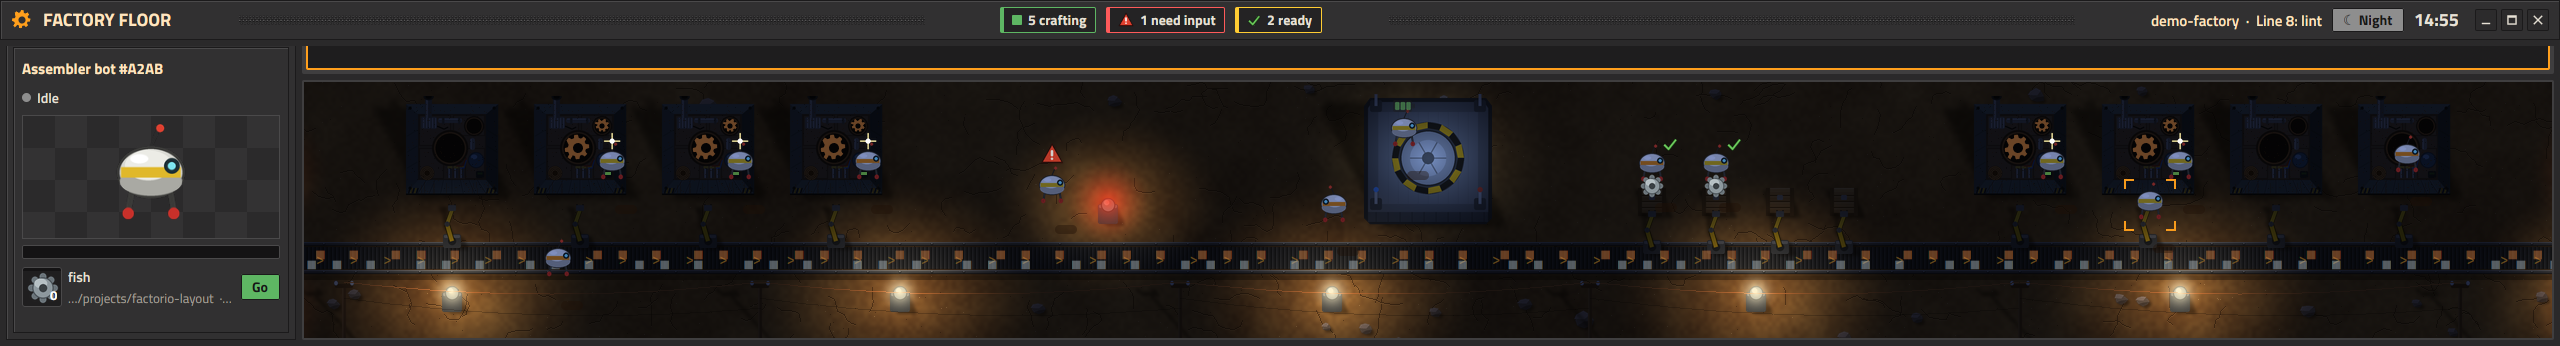 FACTORY FLOOR
5 crafting
1 need input
2 ready
demo-factory · Line 8: lint
Night
14:55
Assembler bot #A2AB
Idle
0
fish
.../projects/factorio-layout ·...
Go